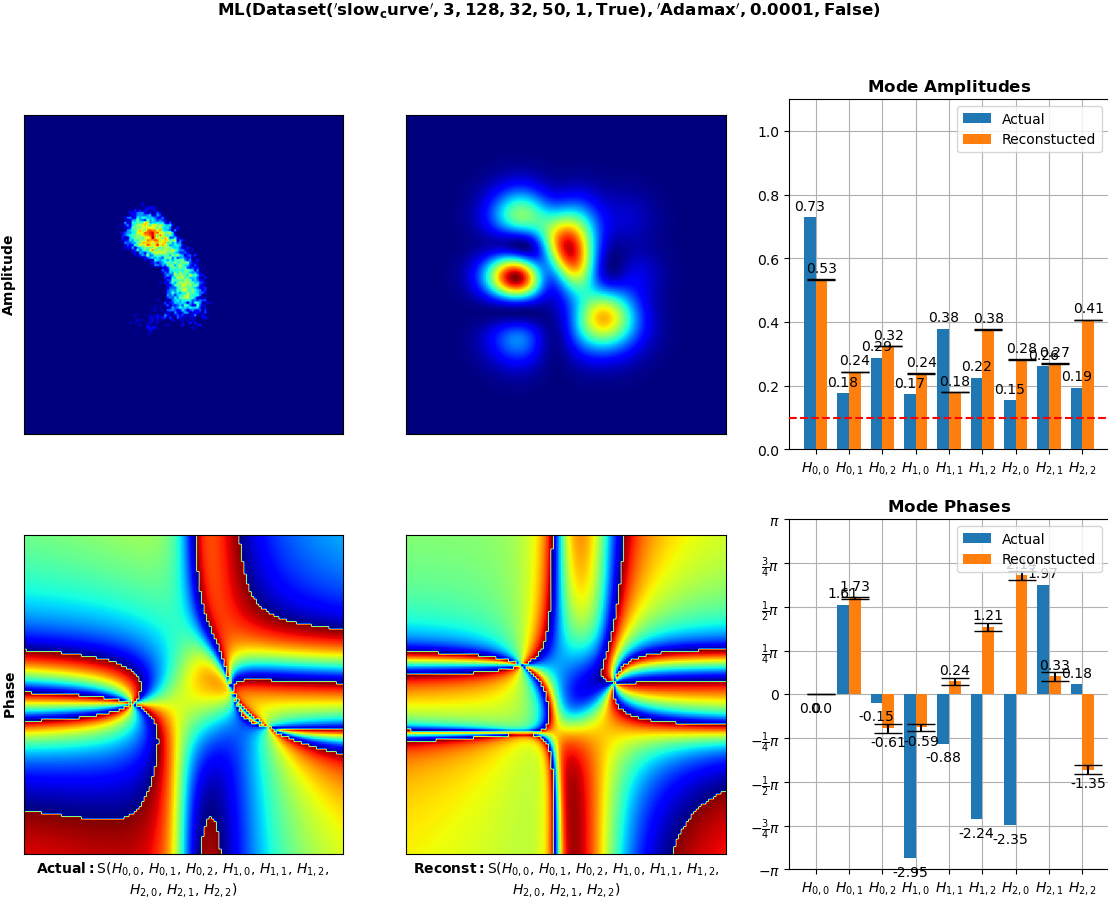 ML(Dataset('slow_curve', 3, 128, 32, 50, 1, True), 'Adamax', 0.0001, False)
Amplitude
Mode Amplitudes
Actual
Reconstucted
1.0
0.8
0.6
0.4
0.2
0.0
0.73
0.53
0.18
0.24
0.29
0.32
0.17
0.24
0.38
0.18
0.22
0.38
0.15
0.28
0.26
0.27
0.19
0.41
H0,0 H0,1 H0,2 H1,0 H1,1 H1,2 H2,0 H2,1 H2,2
Phase
Actual: S(H0,0, H0,1, H0,2, H1,0, H1,1, H1,2,
H2,0, H2,1, H2,2)
Reconst: S(H0,0, H0,1, H0,2, H1,0, H1,1, H1,2,
H2,0, H2,1, H2,2)
Mode Phases
Actual
Reconstucted
π
3/4π
1/2π
1/4π
0
−1/4π
−1/2π
−3/4π
−π
0.0
0.0
1.61
1.73
-0.15
-0.61
-2.95
-0.59
-0.88
0.24
-2.24
1.21
-2.35
1.97
0.33
0.18
-1.35
H0,0 H0,1 H0,2 H1,0 H1,1 H1,2 H2,0 H2,1 H2,2